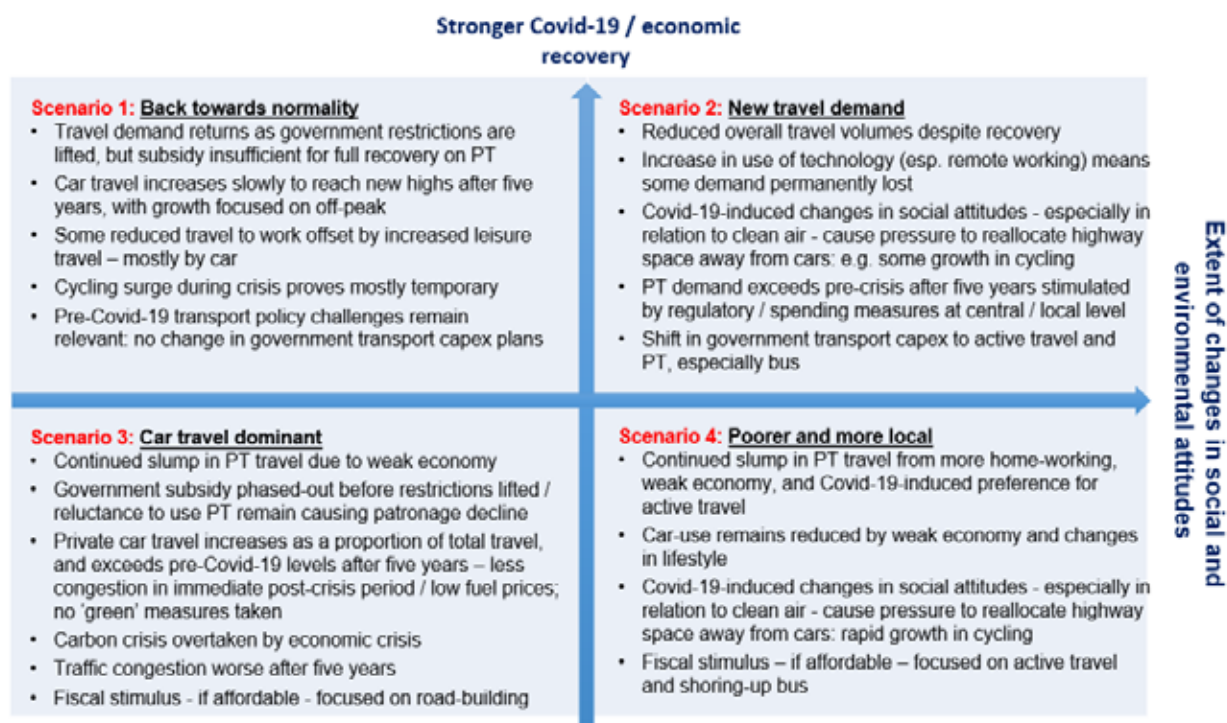 Stronger Covid-19 / economic
recovery
Scenario 1: Back towards normality
• Travel demand returns as government restrictions are
lifted, but subsidy insufficient for full recovery on PT
• Car travel increases slowly to reach new highs after five
years, with growth focused on off-peak
• Some reduced travel to work offset by increased leisure
travel – mostly by car
• Cycling surge during crisis proves mostly temporary
• Pre-Covid-19 transport policy challenges remain
relevant: no change in government transport capex plans
Scenario 2: New travel demand
• Reduced overall travel volumes despite recovery
• Increase in use of technology (esp. remote working) means
some demand permanently lost
• Covid-19-induced changes in social attitudes - especially in
relation to clean air - cause pressure to reallocate highway
space away from cars: e.g. some growth in cycling
• PT demand exceeds pre-crisis after five years stimulated
by regulatory / spending measures at central / local level
• Shift in government transport capex to active travel and
PT, especially bus
Scenario 3: Car travel dominant
• Continued slump in PT travel due to weak economy
• Government subsidy phased-out before restrictions lifted /
reluctance to use PT remain causing patronage decline
• Private car travel increases as a proportion of total travel,
and exceeds pre-Covid-19 levels after five years – less
congestion in immediate post-crisis period / low fuel prices;
no 'green' measures taken
• Carbon crisis overtaken by economic crisis
• Traffic congestion worse after five years
• Fiscal stimulus - if affordable - focused on road-building
Scenario 4: Poorer and more local
• Continued slump in PT travel from more home-working,
weak economy, and Covid-19-induced preference for
active travel
• Car-use remains reduced by weak economy and changes
in lifestyle
• Covid-19-induced changes in social attitudes - especially in
relation to clean air - cause pressure to reallocate highway
space away from cars: rapid growth in cycling
• Fiscal stimulus – if affordable – focused on active travel
and shoring-up bus
Extent of changes in social and
environmental attitudes